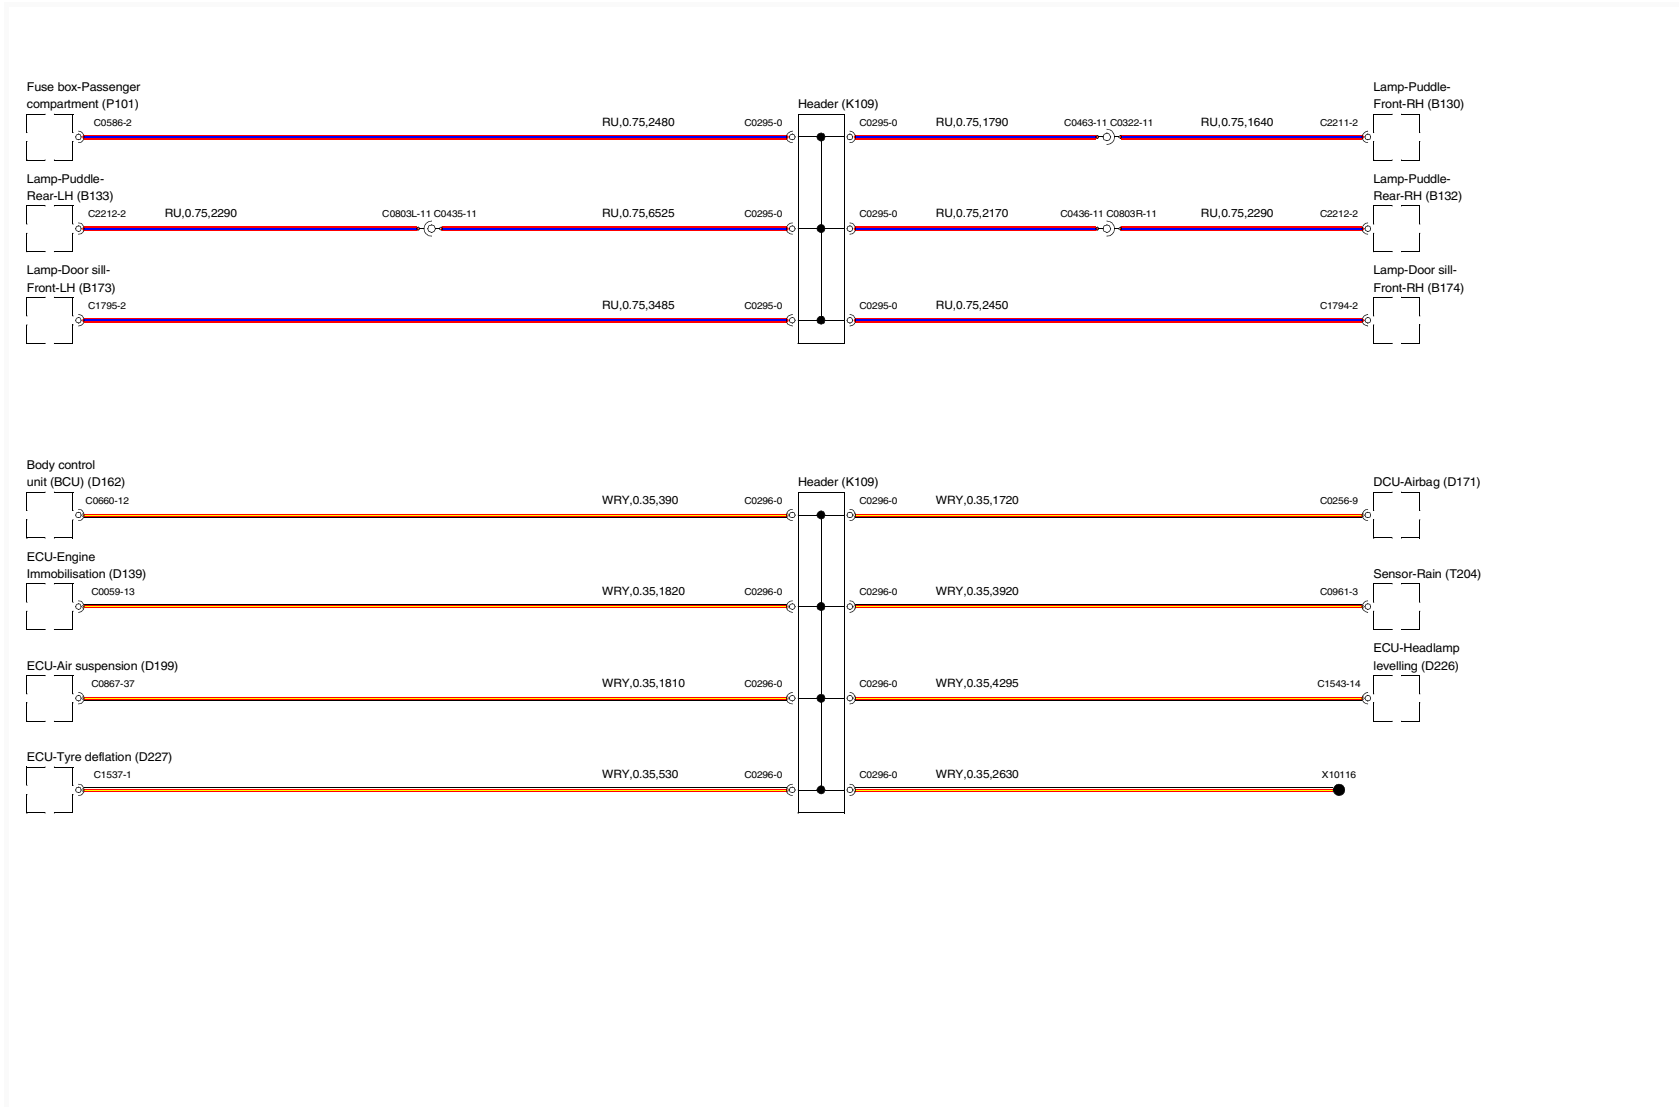 Fuse box-Passenger
compartment (P101)
Header (K109)
Lamp-Puddle-
Front-RH (B130)
C0586-2
RU,0.75,2480
C0295-0
C0295-0
RU,0.75,1790
C0463-11 C0322-11
RU,0.75,1640
C2211-2
Lamp-Puddle-
Rear-LH (B133)
Lamp-Puddle-
Rear-RH (B132)
C2212-2
RU,0.75,2290
C0803L-11 C0435-11
RU,0.75,6525
C0295-0
C0295-0
RU,0.75,2170
C0436-11 C0803R-11
RU,0.75,2290
C2212-2
Lamp-Door sill-
Front-LH (B173)
Lamp-Door sill-
Front-RH (B174)
C1795-2
RU,0.75,3485
C0295-0
C0295-0
RU,0.75,2450
C1794-2
Body control
unit (BCU) (D162)
Header (K109)
DCU-Airbag (D171)
C0660-12
WRY,0.35,390
C0296-0
C0296-0
WRY,0.35,1720
C0256-9
ECU-Engine
Immobilisation (D139)
Sensor-Rain (T204)
C0059-13
WRY,0.35,1820
C0296-0
C0296-0
WRY,0.35,3920
C0961-3
ECU-Air suspension (D199)
ECU-Headlamp
levelling (D226)
C0867-37
WRY,0.35,1810
C0296-0
C0296-0
WRY,0.35,4295
C1543-14
ECU-Tyre deflation (D227)
C1537-1
WRY,0.35,530
C0296-0
C0296-0
WRY,0.35,2630
X10116